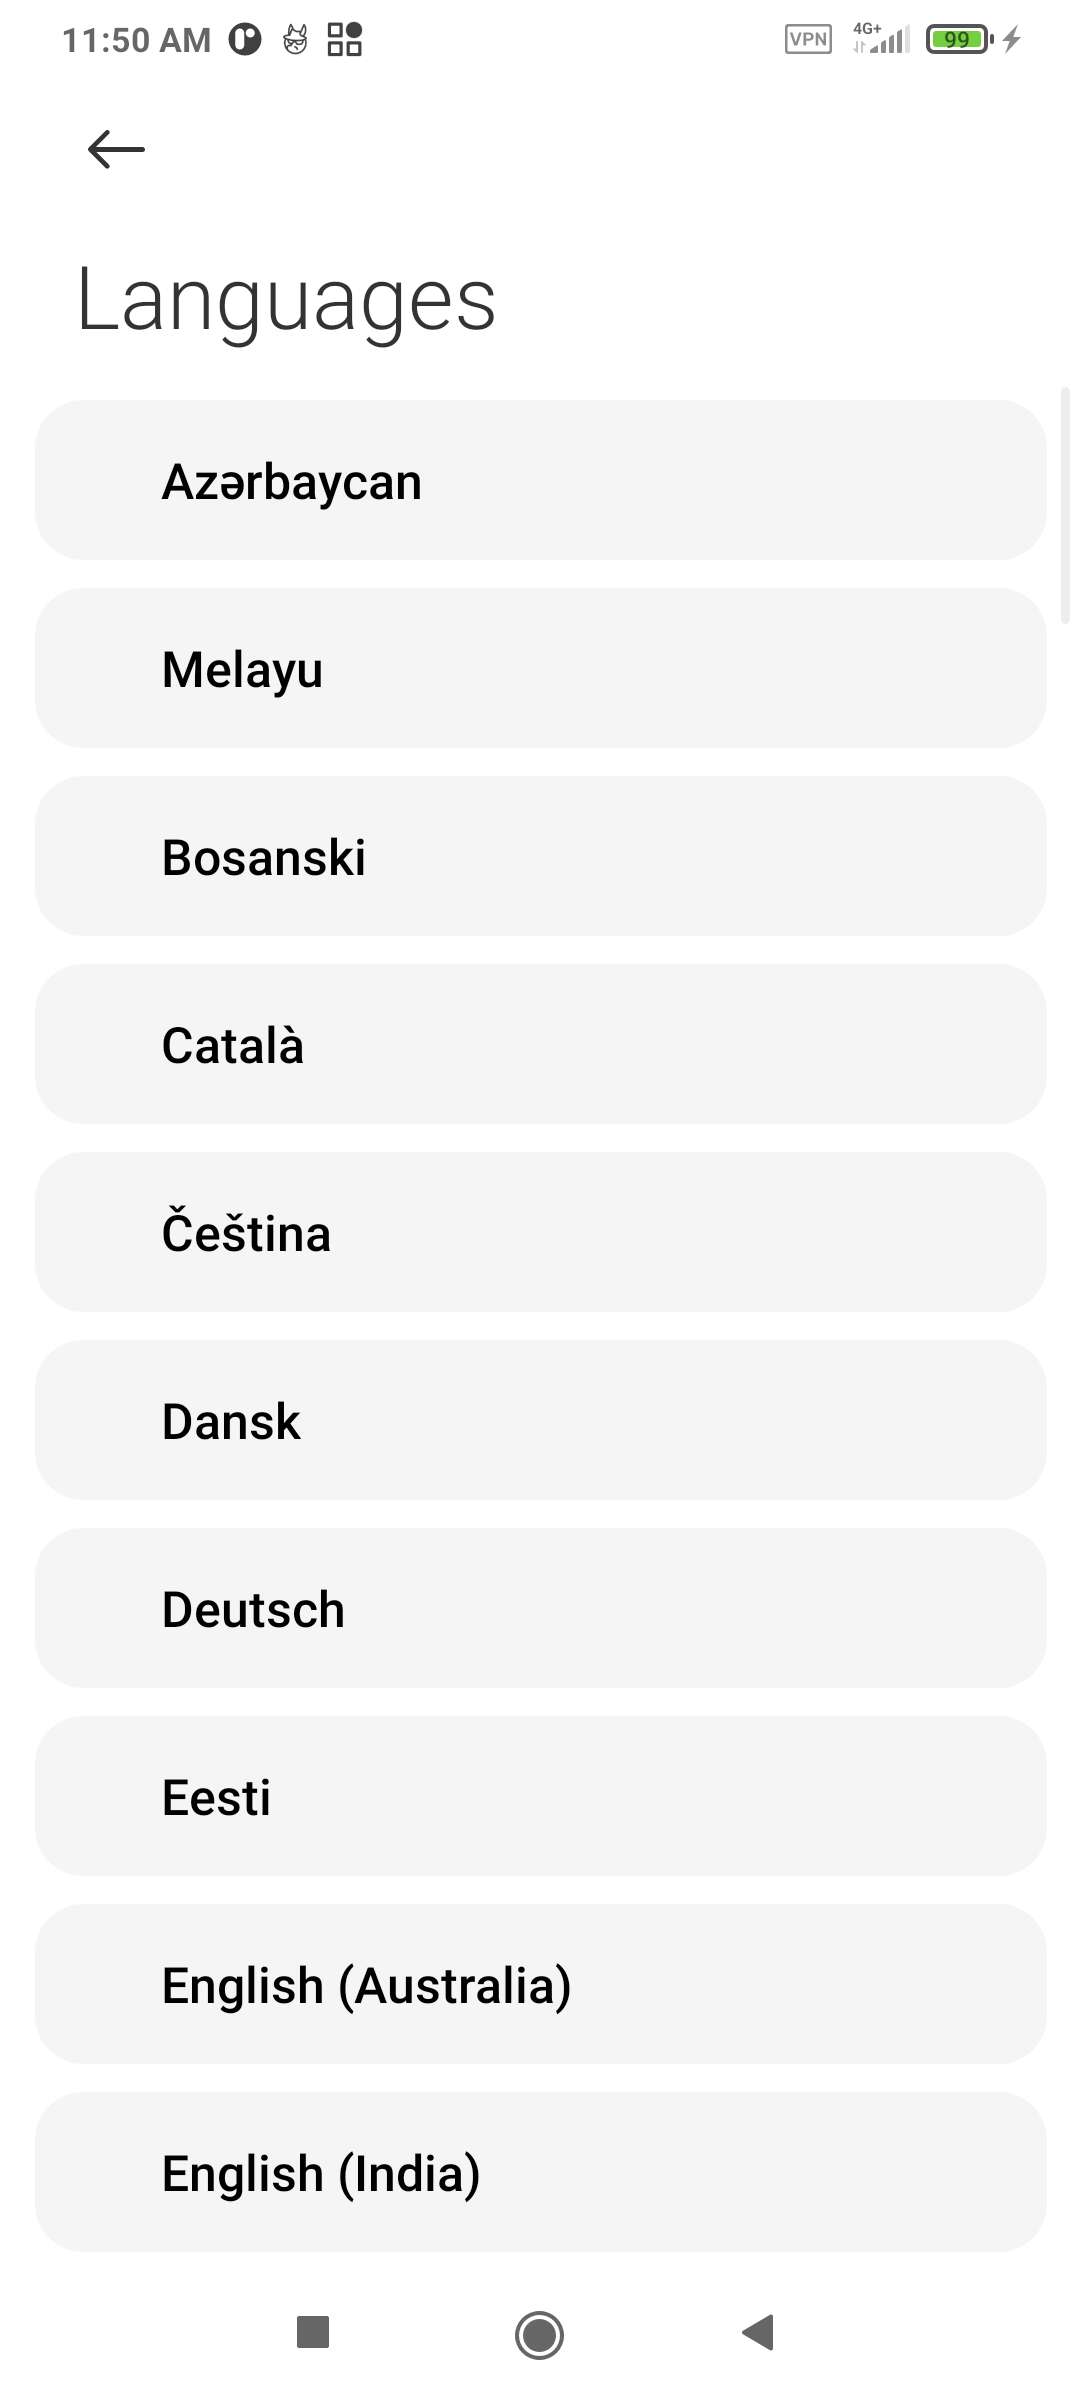 11:50 AM VPN 4G+ 99
Languages
Azərbaycan
Melayu
Bosanski
Català
Čeština
Dansk
Deutsch
Eesti
English (Australia)
English (India)